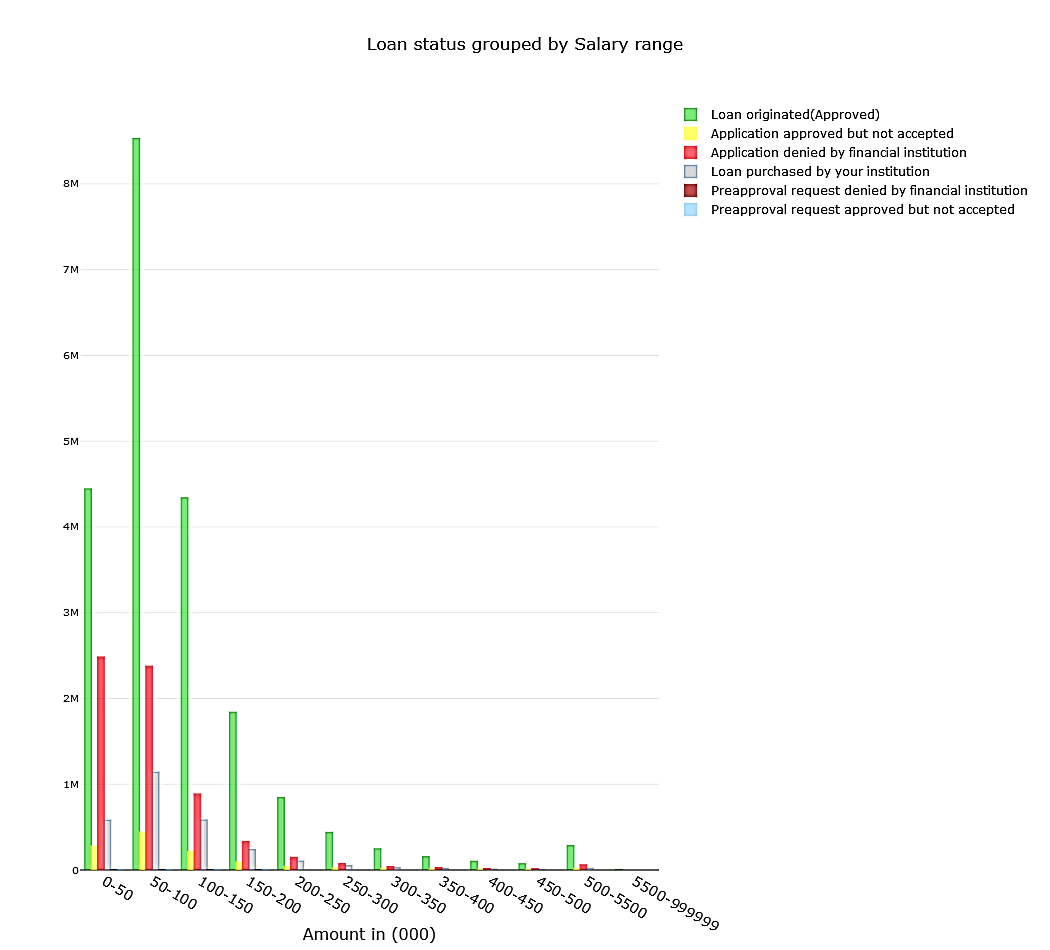 Loan status grouped by Salary range
Loan originated(Approved)
Application approved but not accepted
Application denied by financial institution
Loan purchased by your institution
Preapproval request denied by financial institution
Preapproval request approved but not accepted
8M
7M
6M
5M
4M
3M
2M
1M
0
0-50
50-100
100-150
150-200
200-250
250-300
300-350
350-400
400-450
450-500
500-5500
5500-999999
Amount in (000)